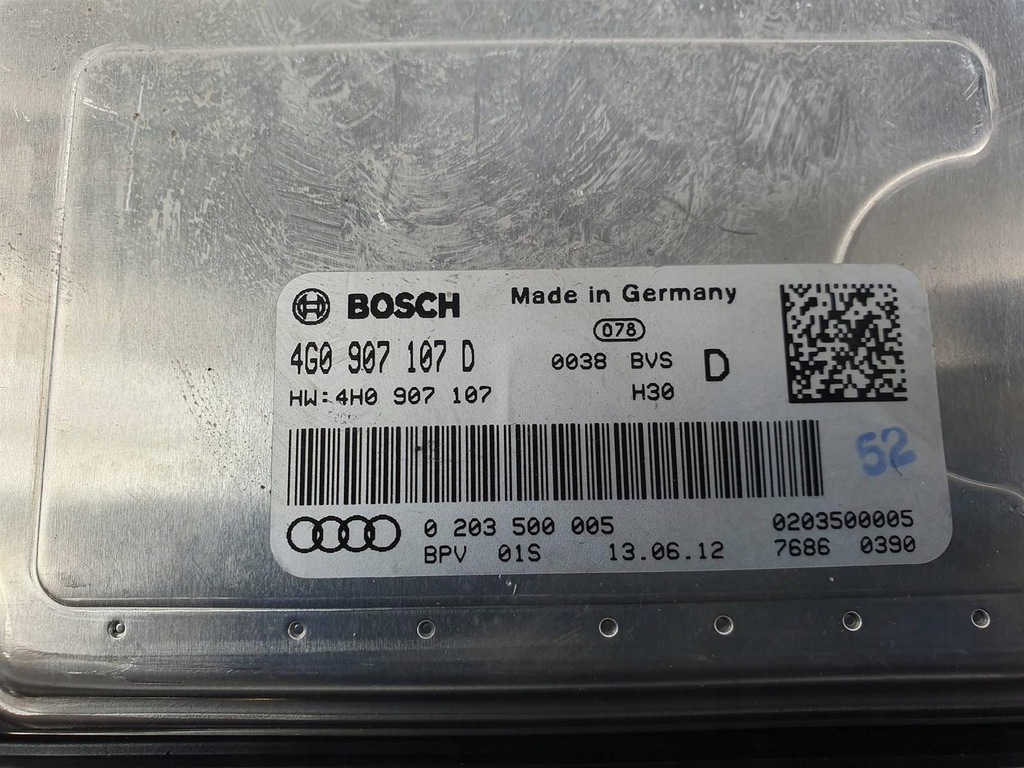 BOSCH Made in Germany
078
4G0 907 107 D 0038 BVS D
HW:4H0 907 107 H30
52
0 203 500 005 0203500005
BPV 01S 13.06.12 7686 0390